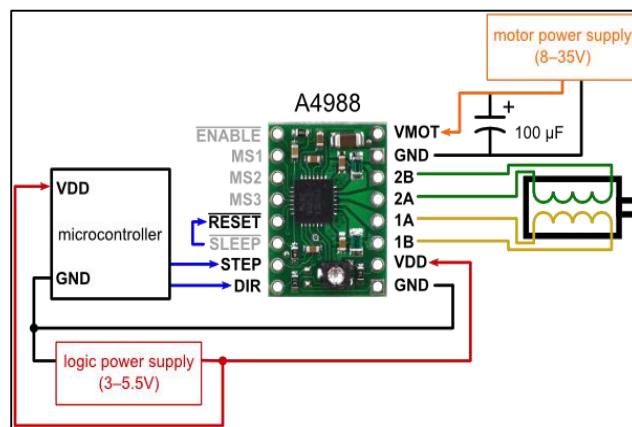 motor power supply
(8–35V)
A4988
+
100 µF
ENABLE
MS1
MS2
MS3
RESET
SLEEP
STEP
DIR
VMOT
GND
2B
2A
1A
1B
VDD
GND
VDD
microcontroller
GND
logic power supply
(3–5.5V)